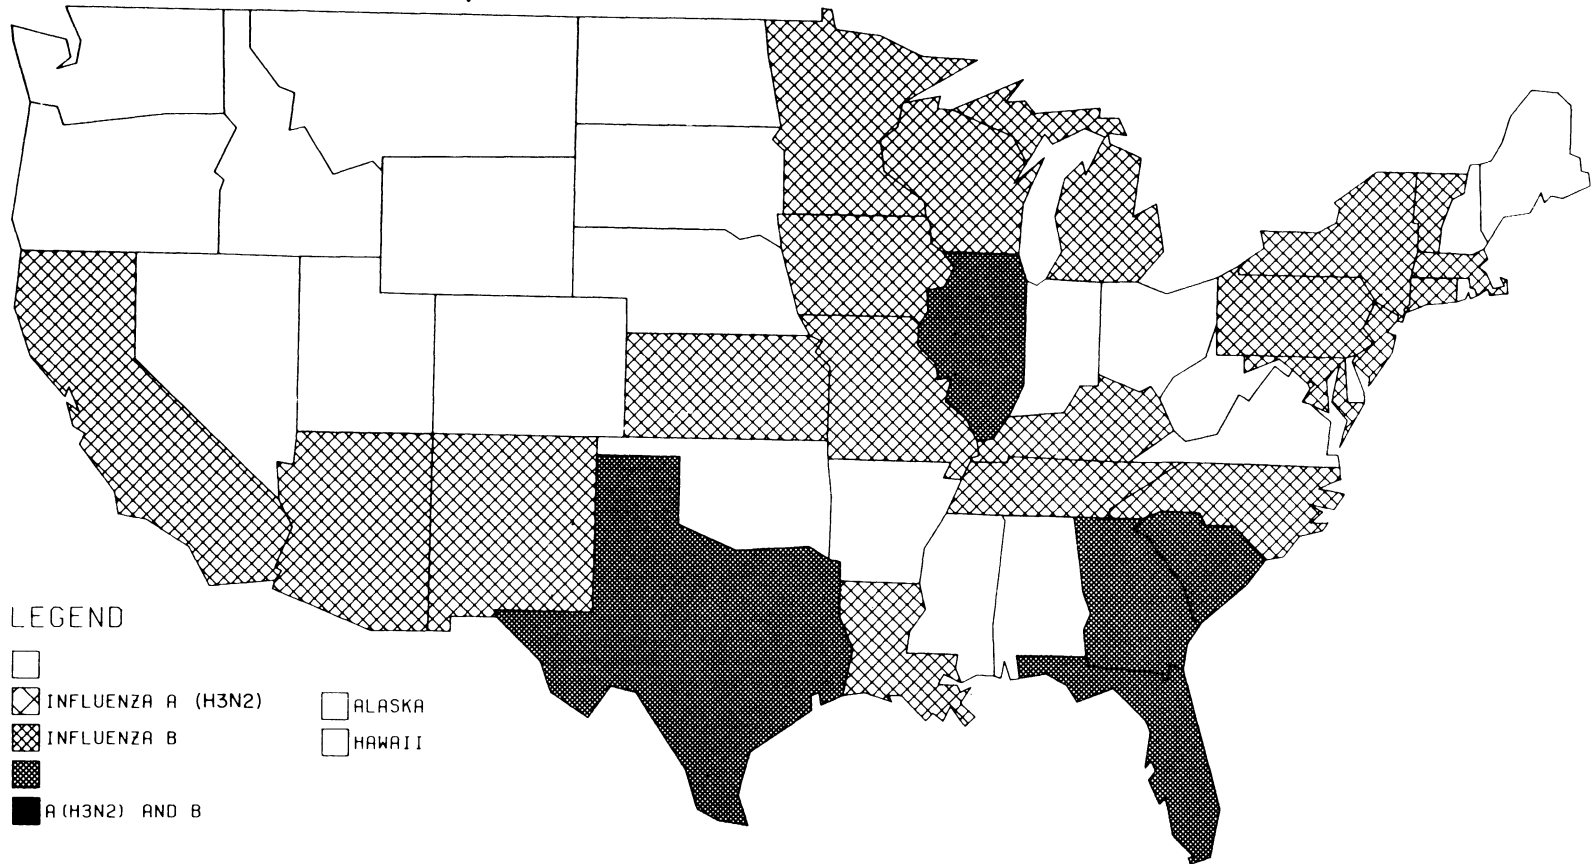 LEGEND
INFLUENZA A (H3N2)
INFLUENZA B
A(H3N2) AND B
ALASKA
HAWAII